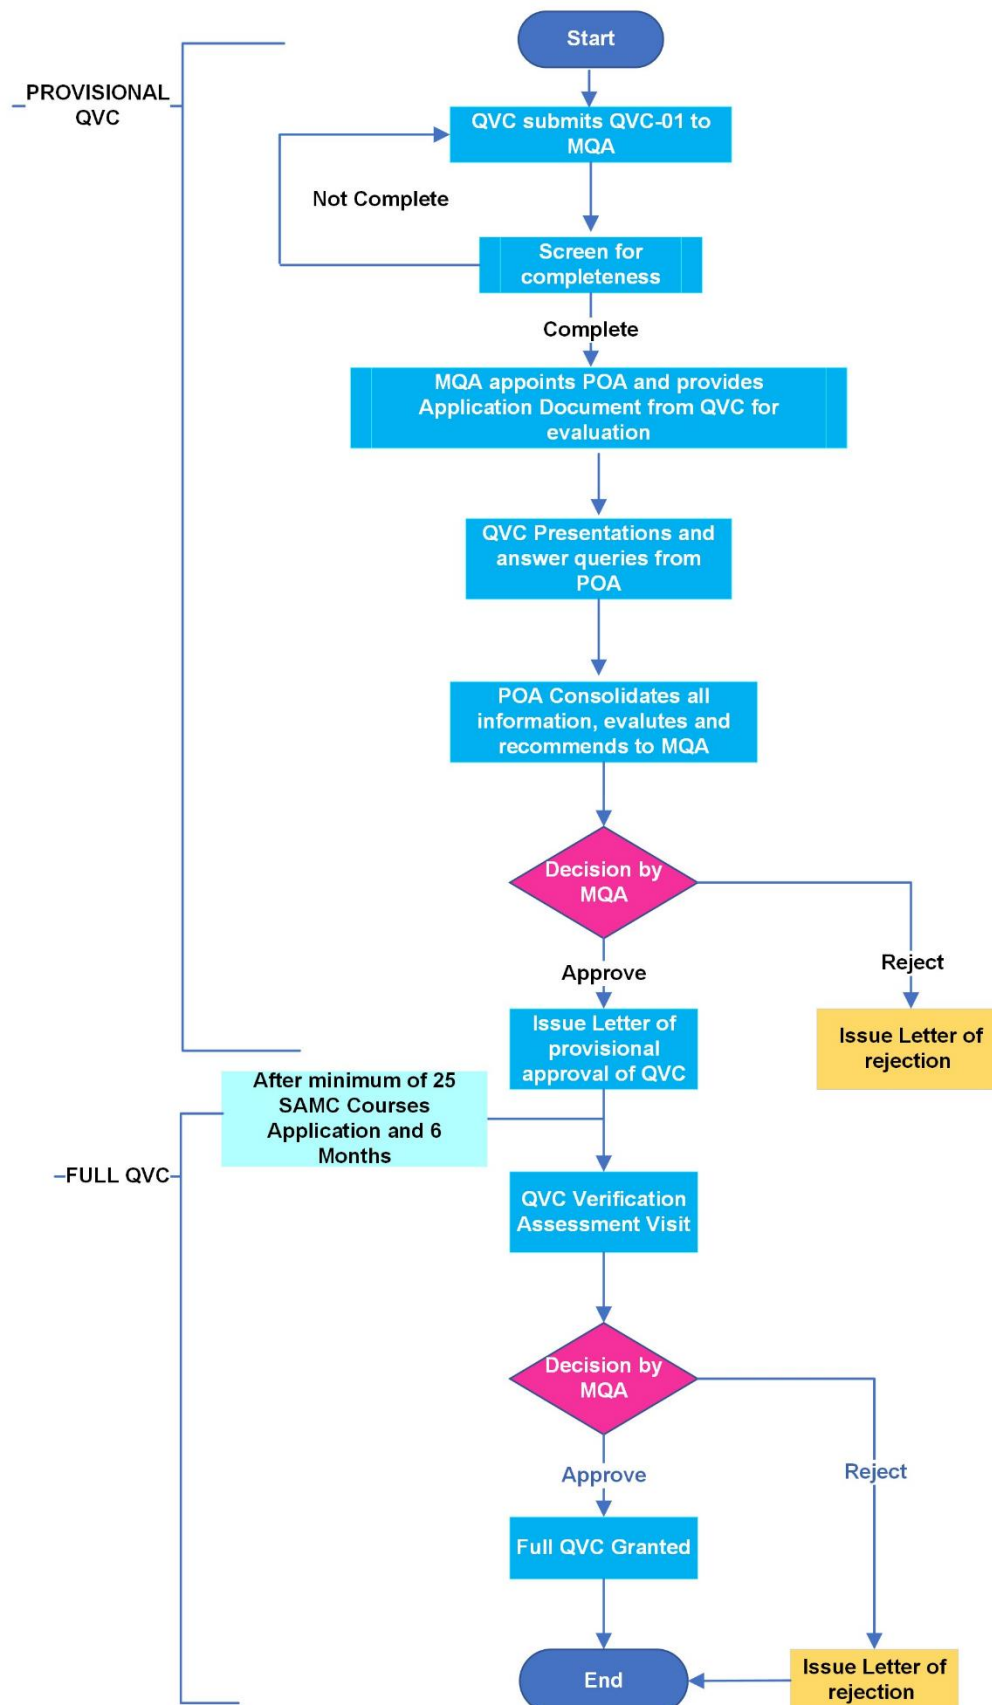 Start
PROVISIONAL
QVC
QVC submits QVC-01 to
MQA
Not Complete
Screen for
completeness
Complete
MQA appoints POA and provides
Application Document from QVC for
evaluation
QVC Presentations and
answer queries from
POA
POA Consolidates all
information, evalutes and
recommends to MQA
Decision by
MQA
Reject
Approve
Issue Letter of
provisional
approval of QVC
Issue Letter of
rejection
After minimum of 25
SAMC Courses
Application and 6
Months
FULL QVC
QVC Verification
Assessment Visit
Decision by
MQA
Approve
Reject
Full QVC Granted
End
Issue Letter of
rejection